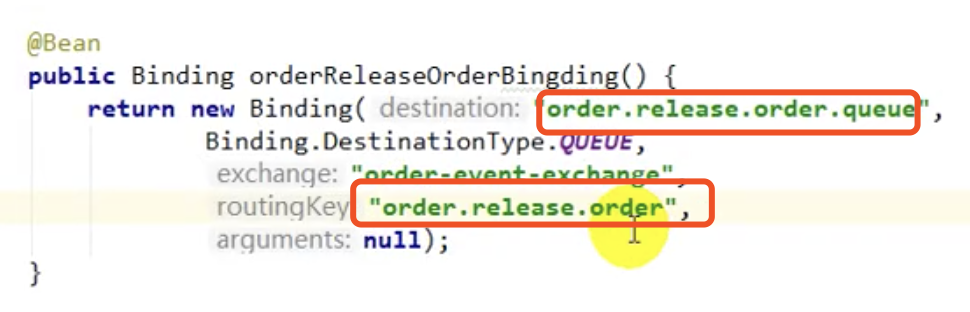 @Bean
public Binding orderReleaseOrderBingding() {
return new Binding( destination: "order.release.order.queue",
Binding.DestinationType.QUEUE,
exchange: "order-event-exchange",
routingKey "order.release.order",
arguments: null);
}